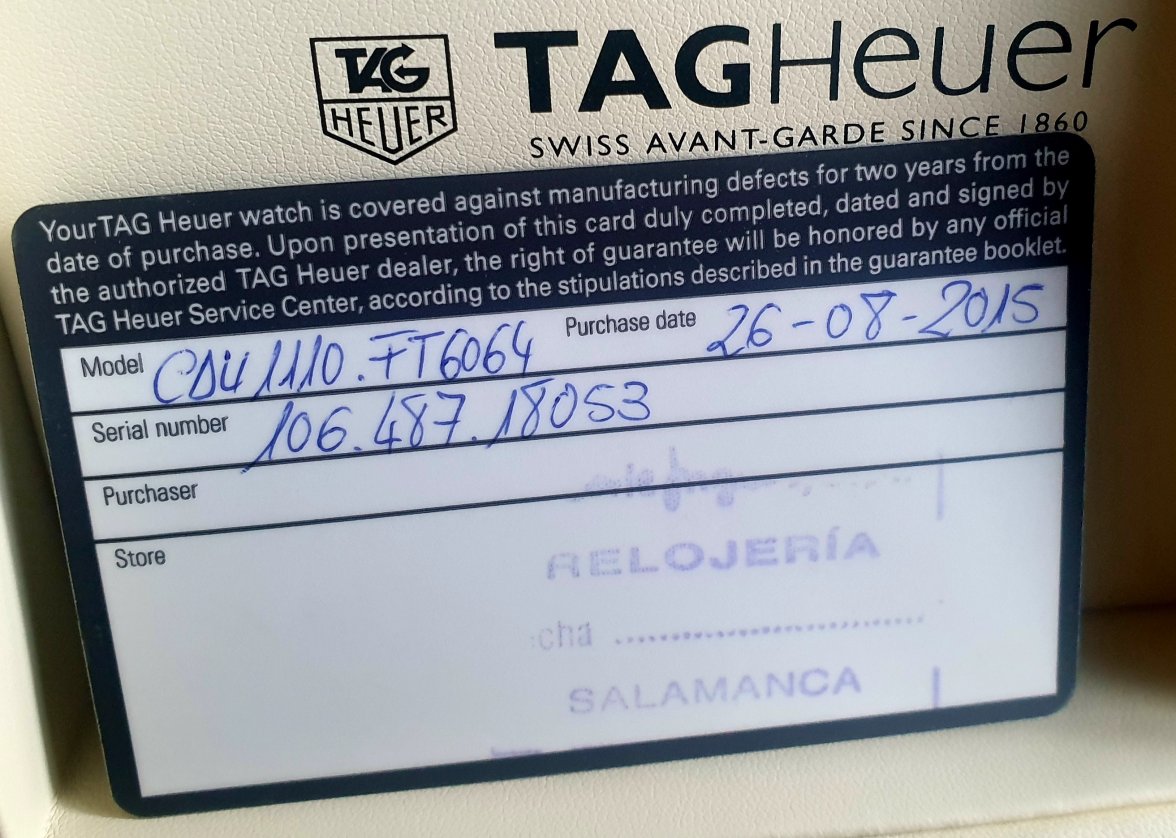 TAG
HEUER
TAGHeuer
SWISS AVANT-GARDE SINCE 1860
Your TAG Heuer watch is covered against manufacturing defects for two years from the
date of purchase. Upon presentation of this card duly completed, dated and signed by
the authorized TAG Heuer dealer, the right of guarantee will be honored by any official
TAG Heuer Service Center, according to the stipulations described in the guarantee booklet.
Model CAU1110.FT6064 Purchase date 26-08-2015
Serial number 106.487.18053
Purchaser
Store
RELOJERÍA
cha ..............................
SALAMANCA